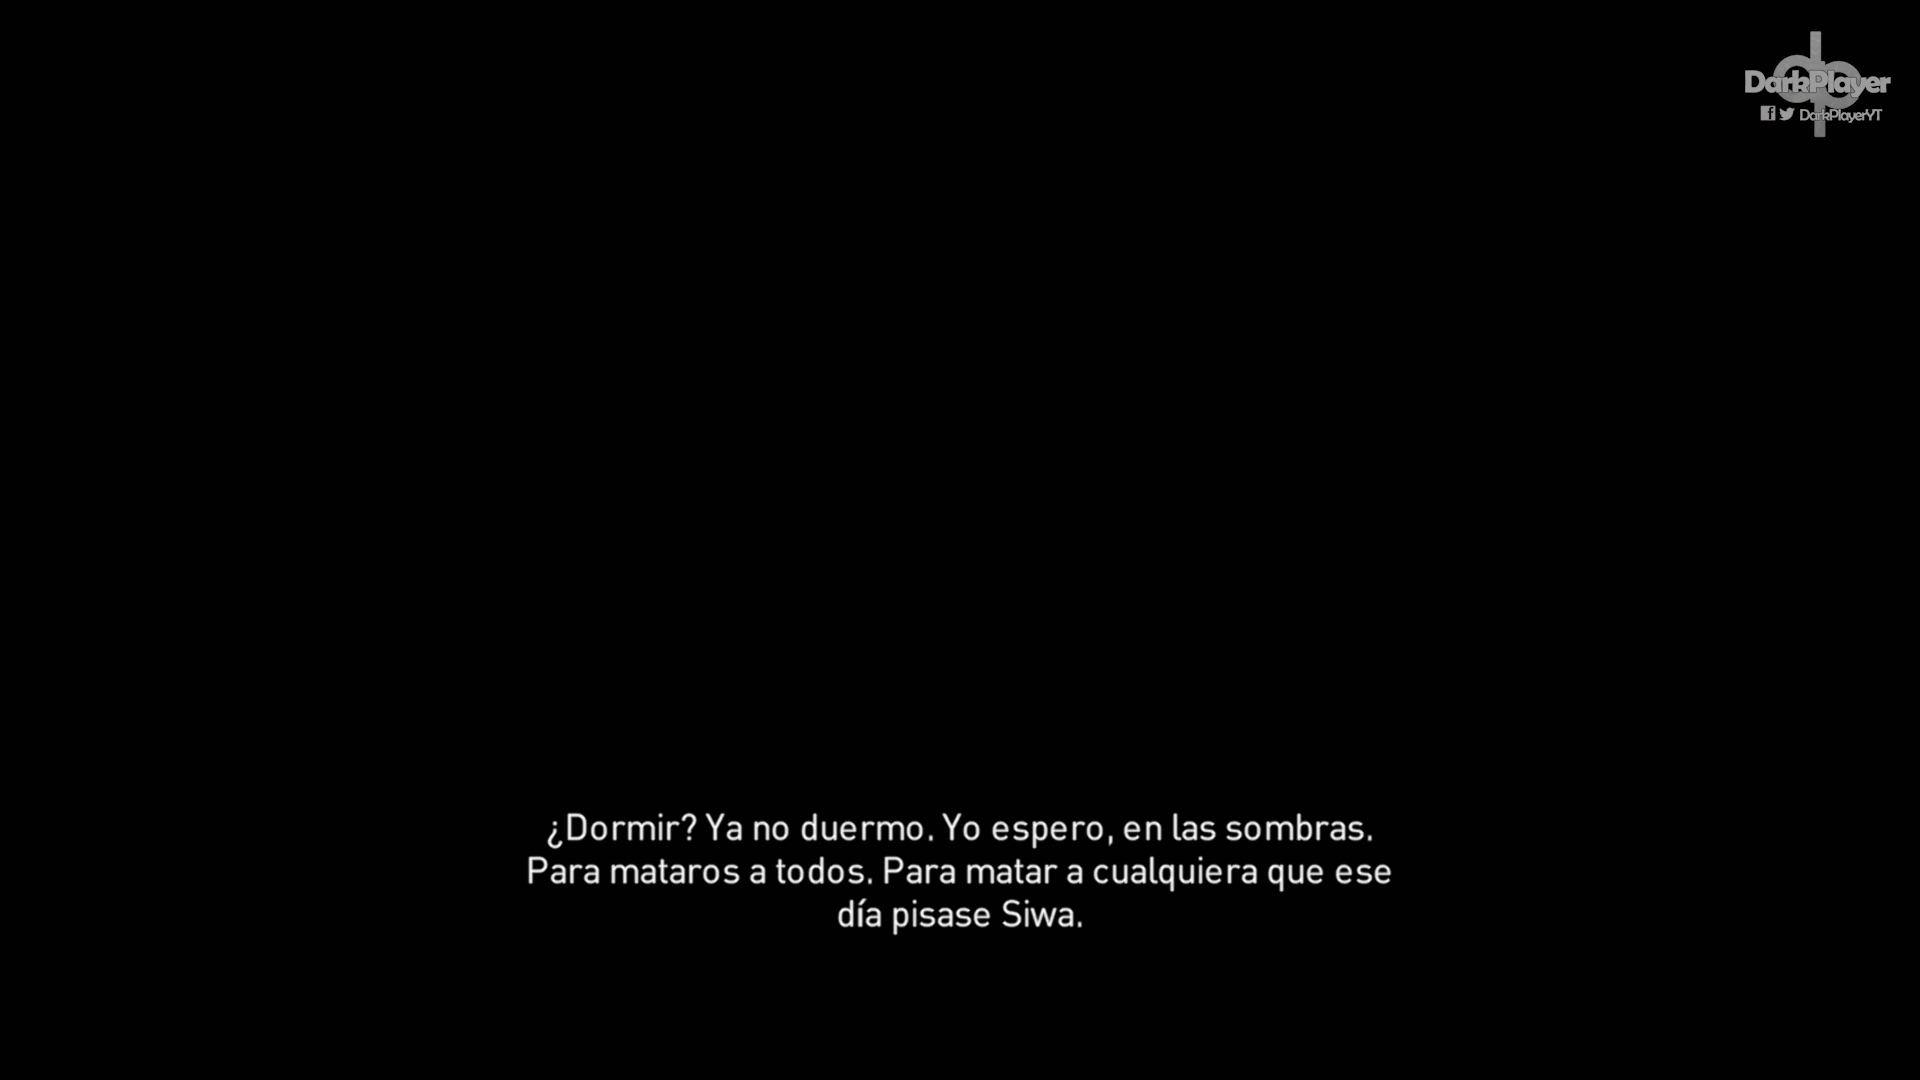 DarkPlayer
DarkPlayerYT
¿Dormir? Ya no duermo. Yo espero, en las sombras.
Para mataros a todos. Para matar a cualquiera que ese
día pisase Siwa.